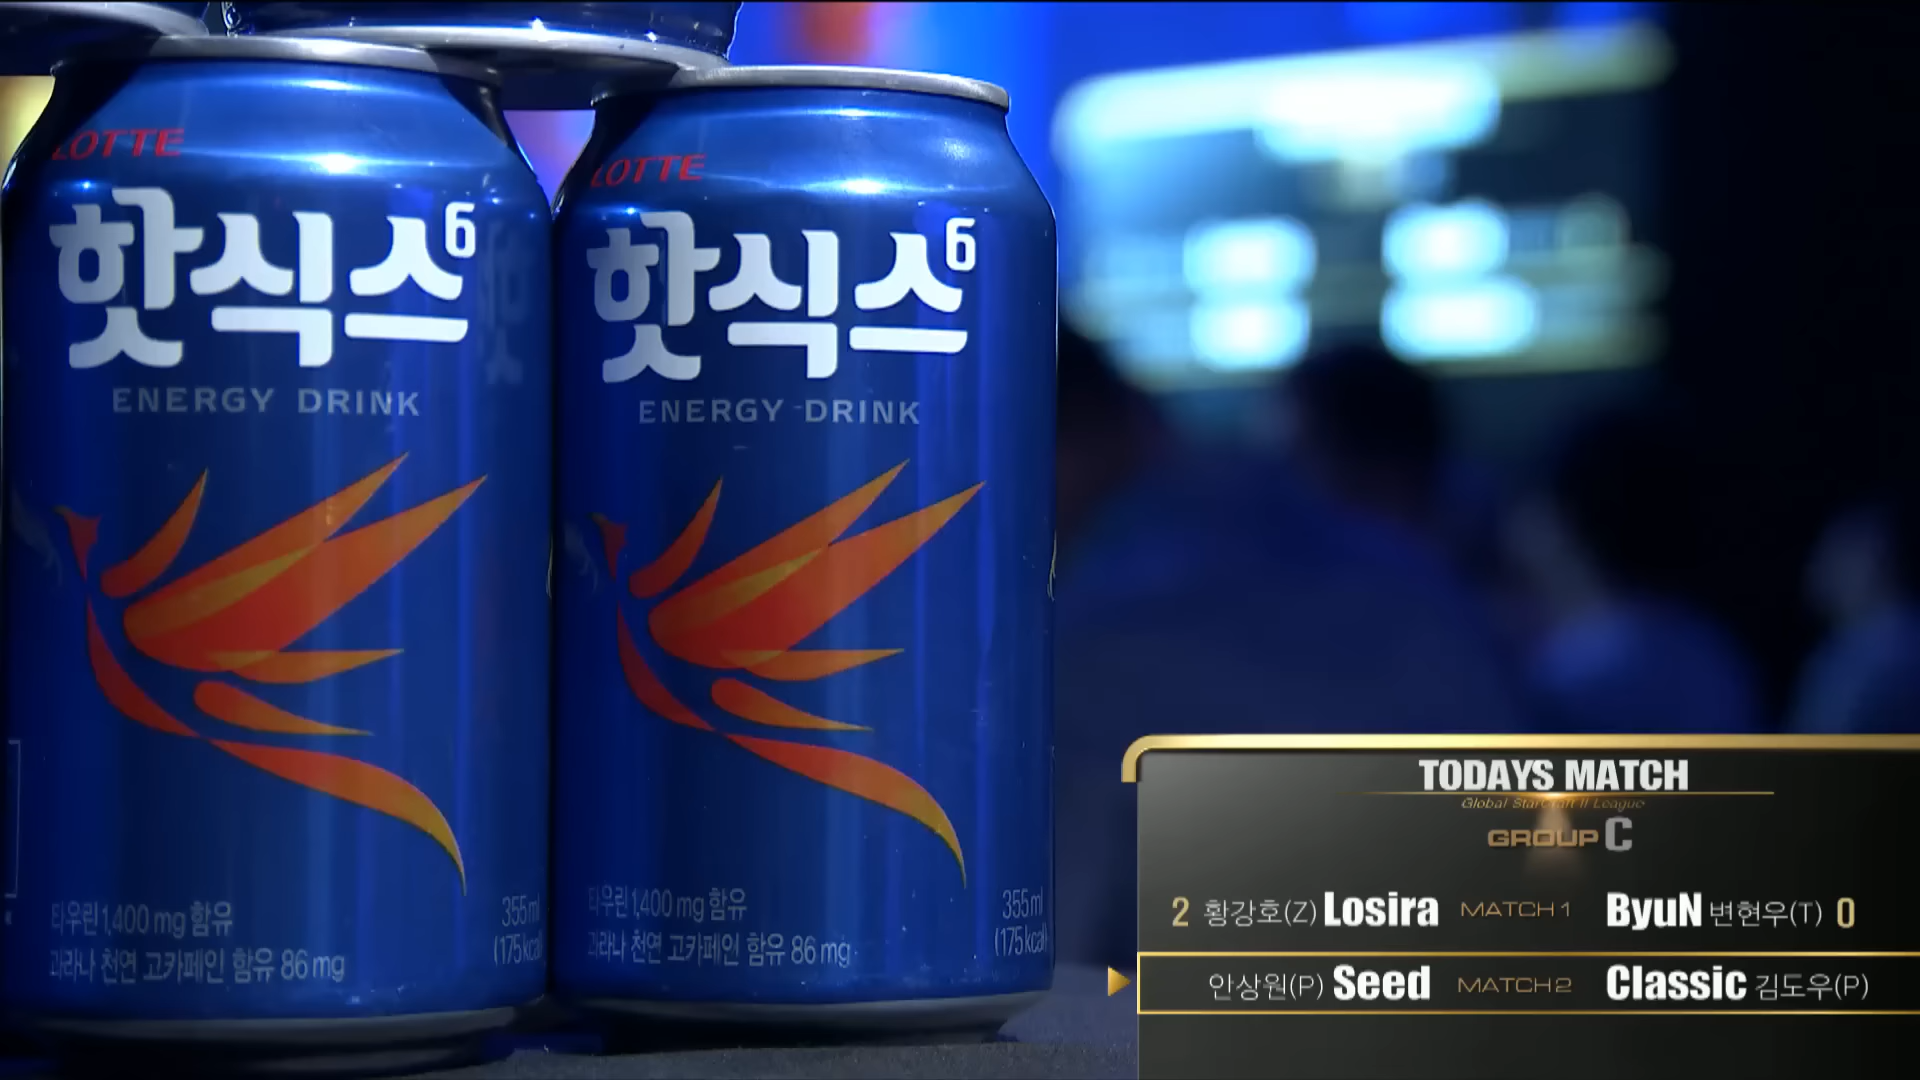 LOTTE
핫식스6
ENERGY DRINK
타우린 1,400 mg 함유
과라나 천연 고카페인 함유 86 mg
355ml
(175 kcal)
LOTTE
핫식스6
ENERGY DRINK
타우린 1,400 mg 함유
과라나 천연 고카페인 함유 86 mg
355ml
(175 kcal)
TODAYS MATCH
Global StarCraft II League
GROUP C
2 황강호(Z) Losira MATCH 1 ByuN 변현우(T) 0
안상원(P) Seed MATCH 2 Classic 김도우(P)